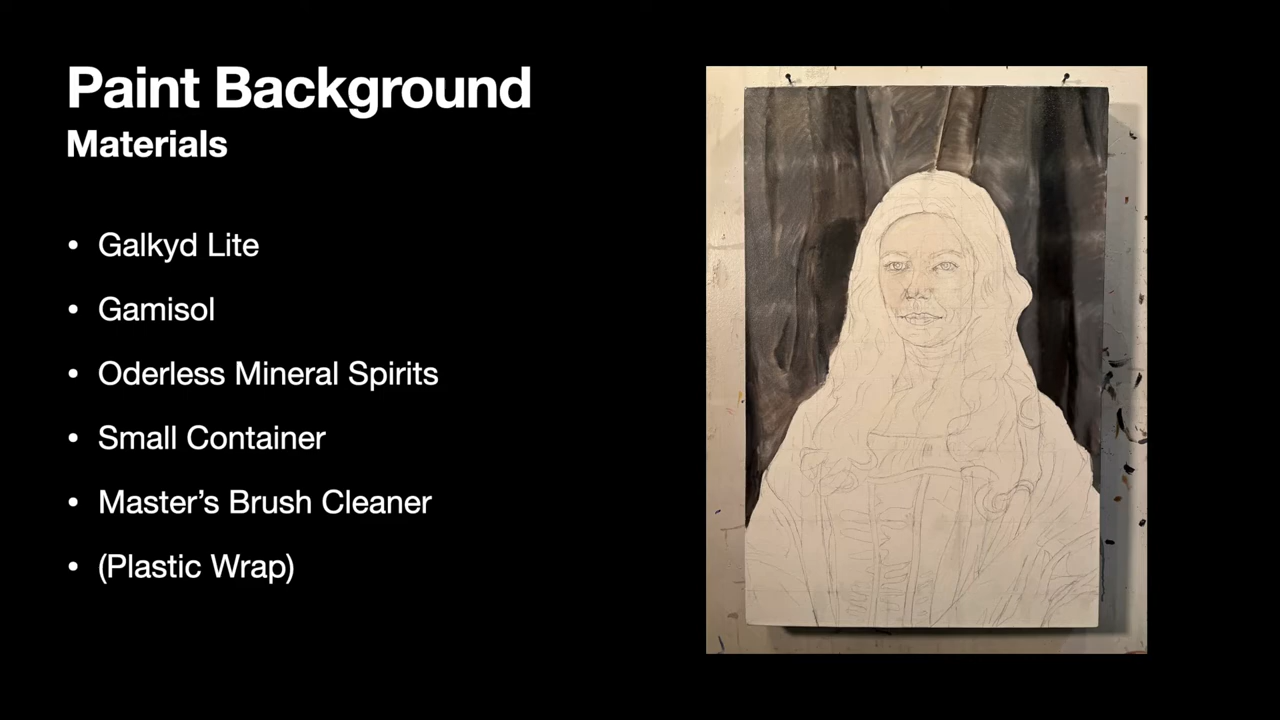 Paint Background
Materials
• Galkyd Lite
• Gamisol
• Oderless Mineral Spirits
• Small Container
• Master’s Brush Cleaner
• (Plastic Wrap)